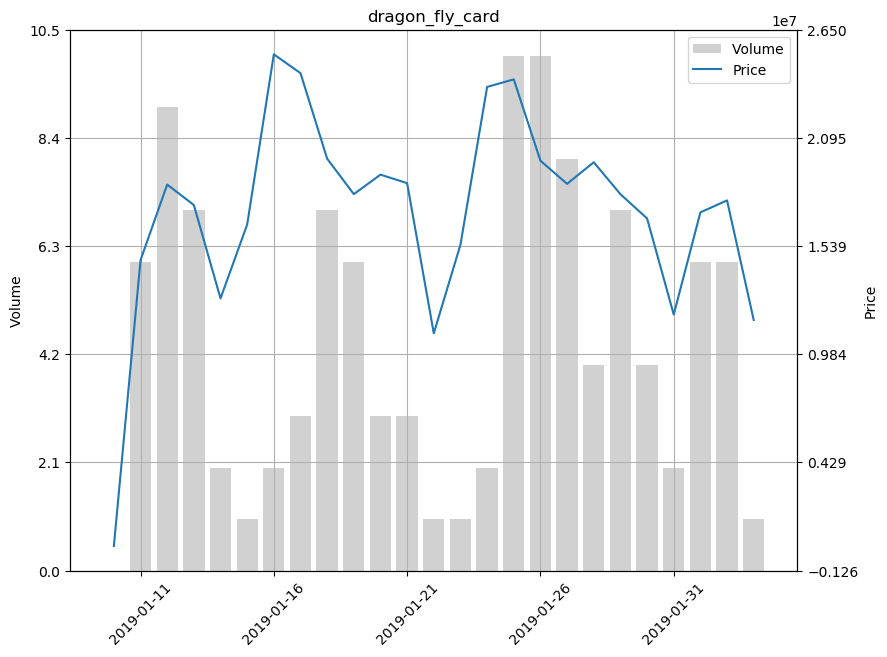 dragon_fly_card
1e7
10.5
8.4
6.3
4.2
2.1
0.0
Volume
2.650
2.095
1.539
0.984
0.429
−0.126
Price
Volume
Price
2019-01-11
2019-01-16
2019-01-21
2019-01-26
2019-01-31